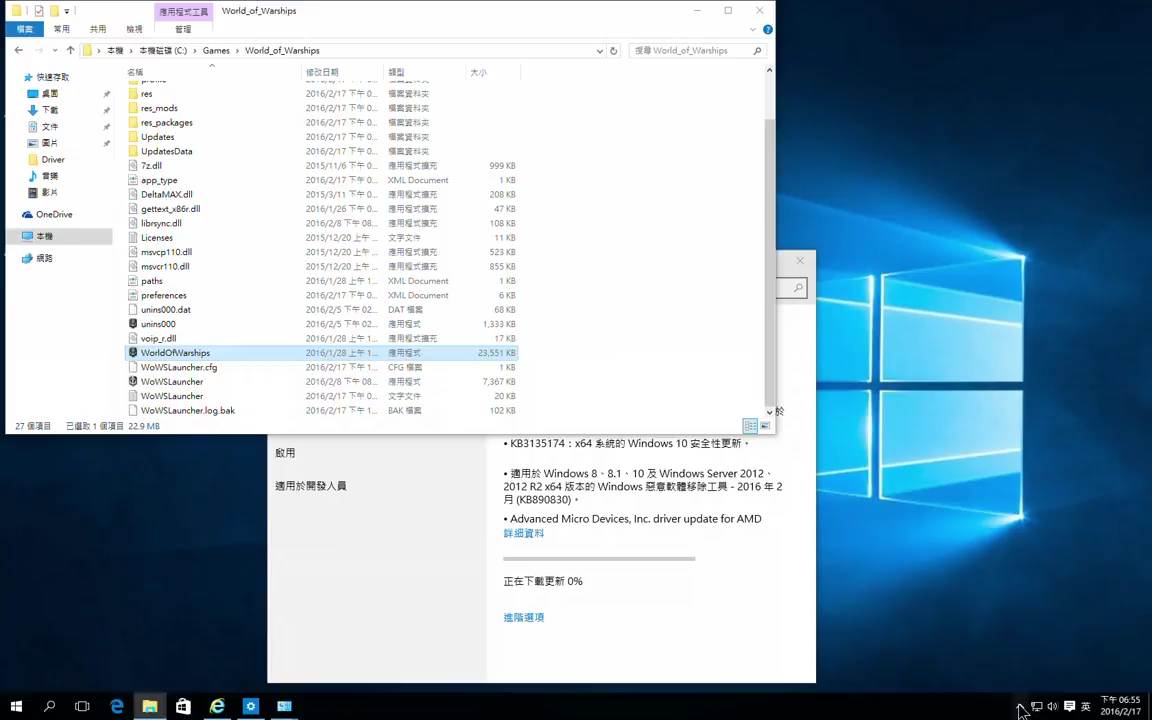 應用程式工具
World_of_Warships
檔案
常用
共用
檢視
管理
本機 › 本機磁碟 (C:) › Games › World_of_Warships
搜尋 World_of_Warships
快速存取
桌面
下載
文件
圖片
Driver
音樂
影片
OneDrive
本機
網路
名稱 修改日期 類型 大小
res 2016/2/17 下午 0... 檔案資料夾
res_mods 2016/2/17 下午 0... 檔案資料夾
res_packages 2016/2/17 下午 0... 檔案資料夾
Updates 2016/2/17 下午 0... 檔案資料夾
UpdatesData 2016/2/17 下午 0... 檔案資料夾
7z.dll 2015/11/6 下午 0... 應用程式擴充 999 KB
app_type 2016/2/17 下午 0... XML Document 1 KB
DeltaMAX.dll 2015/3/11 下午 0... 應用程式擴充 208 KB
gettext_x86r.dll 2016/1/26 下午 0... 應用程式擴充 47 KB
librsync.dll 2016/2/8 下午 08... 應用程式擴充 108 KB
Licenses 2015/12/20 上午 ... 文字文件 11 KB
msvcp110.dll 2015/12/20 上午 ... 應用程式擴充 523 KB
msvcr110.dll 2015/12/20 上午 ... 應用程式擴充 855 KB
paths 2016/1/28 上午 1... XML Document 1 KB
preferences 2016/2/17 下午 0... XML Document 6 KB
unins000.dat 2016/2/5 下午 02... DAT 檔案 68 KB
unins000 2016/2/5 下午 02... 應用程式 1,333 KB
voip_r.dll 2016/1/28 上午 1... 應用程式擴充 17 KB
WorldOfWarships 2016/1/28 上午 1... 應用程式 23,551 KB
WoWSLauncher.cfg 2016/2/17 下午 1... CFG 檔案 1 KB
WoWSLauncher 2016/2/8 下午 08... 應用程式 7,367 KB
WoWSLauncher 2016/2/17 下午 0... 文字文件 20 KB
WoWSLauncher.log.bak 2016/2/17 下午 1... BAK 檔案 102 KB
27 個項目 已選取 1 個項目 22.9 MB
啟用
適用於開發人員
於
• KB3135174：x64 系統的 Windows 10 安全性更新。
• 適用於 Windows 8、8.1、10 及 Windows Server 2012、
2012 R2 x64 版本的 Windows 惡意軟體移除工具 - 2016 年 2
月 (KB890830)。
• Advanced Micro Devices, Inc. driver update for AMD
詳細資料
正在下載更新 0%
進階選項
英
下午 06:55
2016/2/17